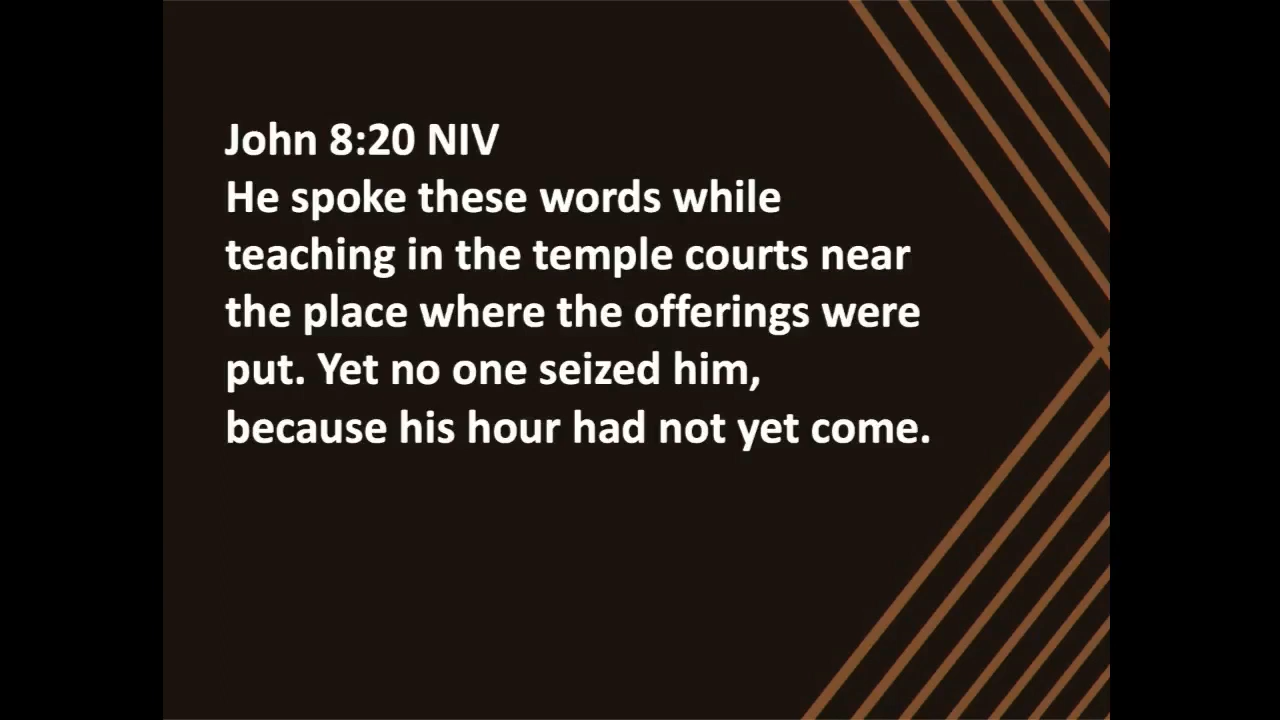 John 8:20 NIV
He spoke these words while
teaching in the temple courts near
the place where the offerings were
put. Yet no one seized him,
because his hour had not yet come.